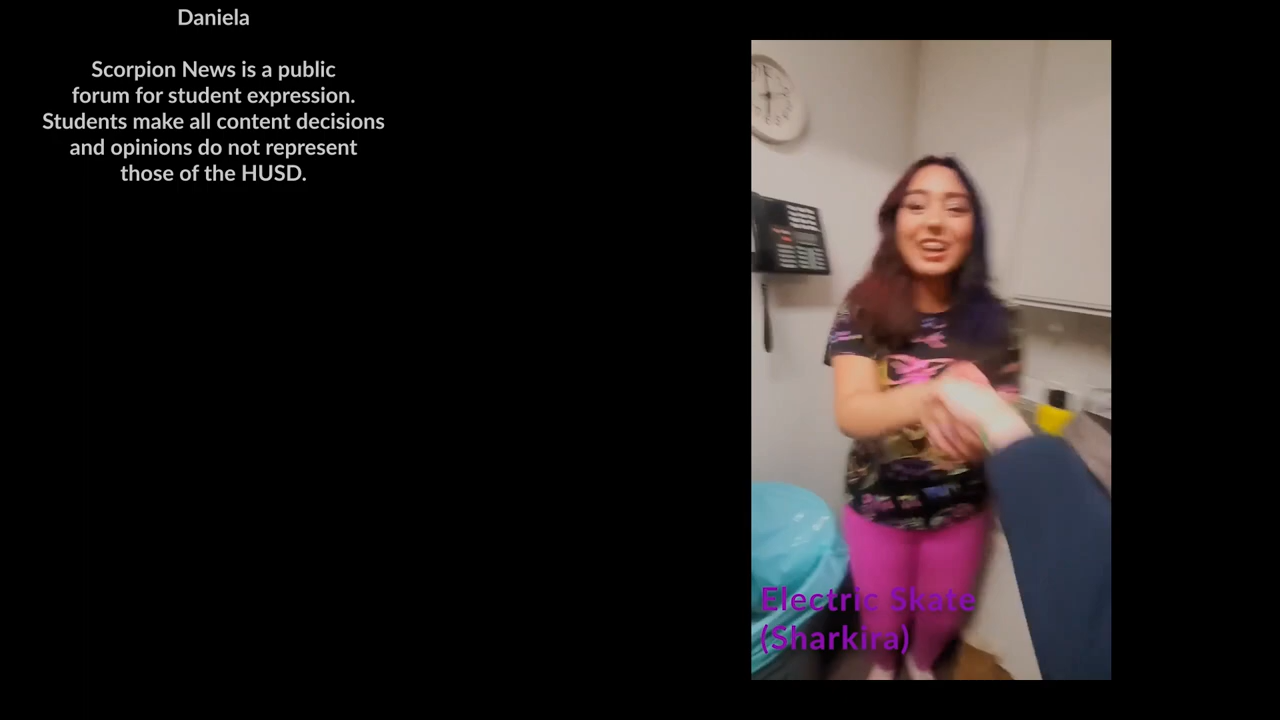 Daniela
Scorpion News is a public
forum for student expression.
Students make all content decisions
and opinions do not represent
those of the HUSD.
Electric Skate
(Sharkira)